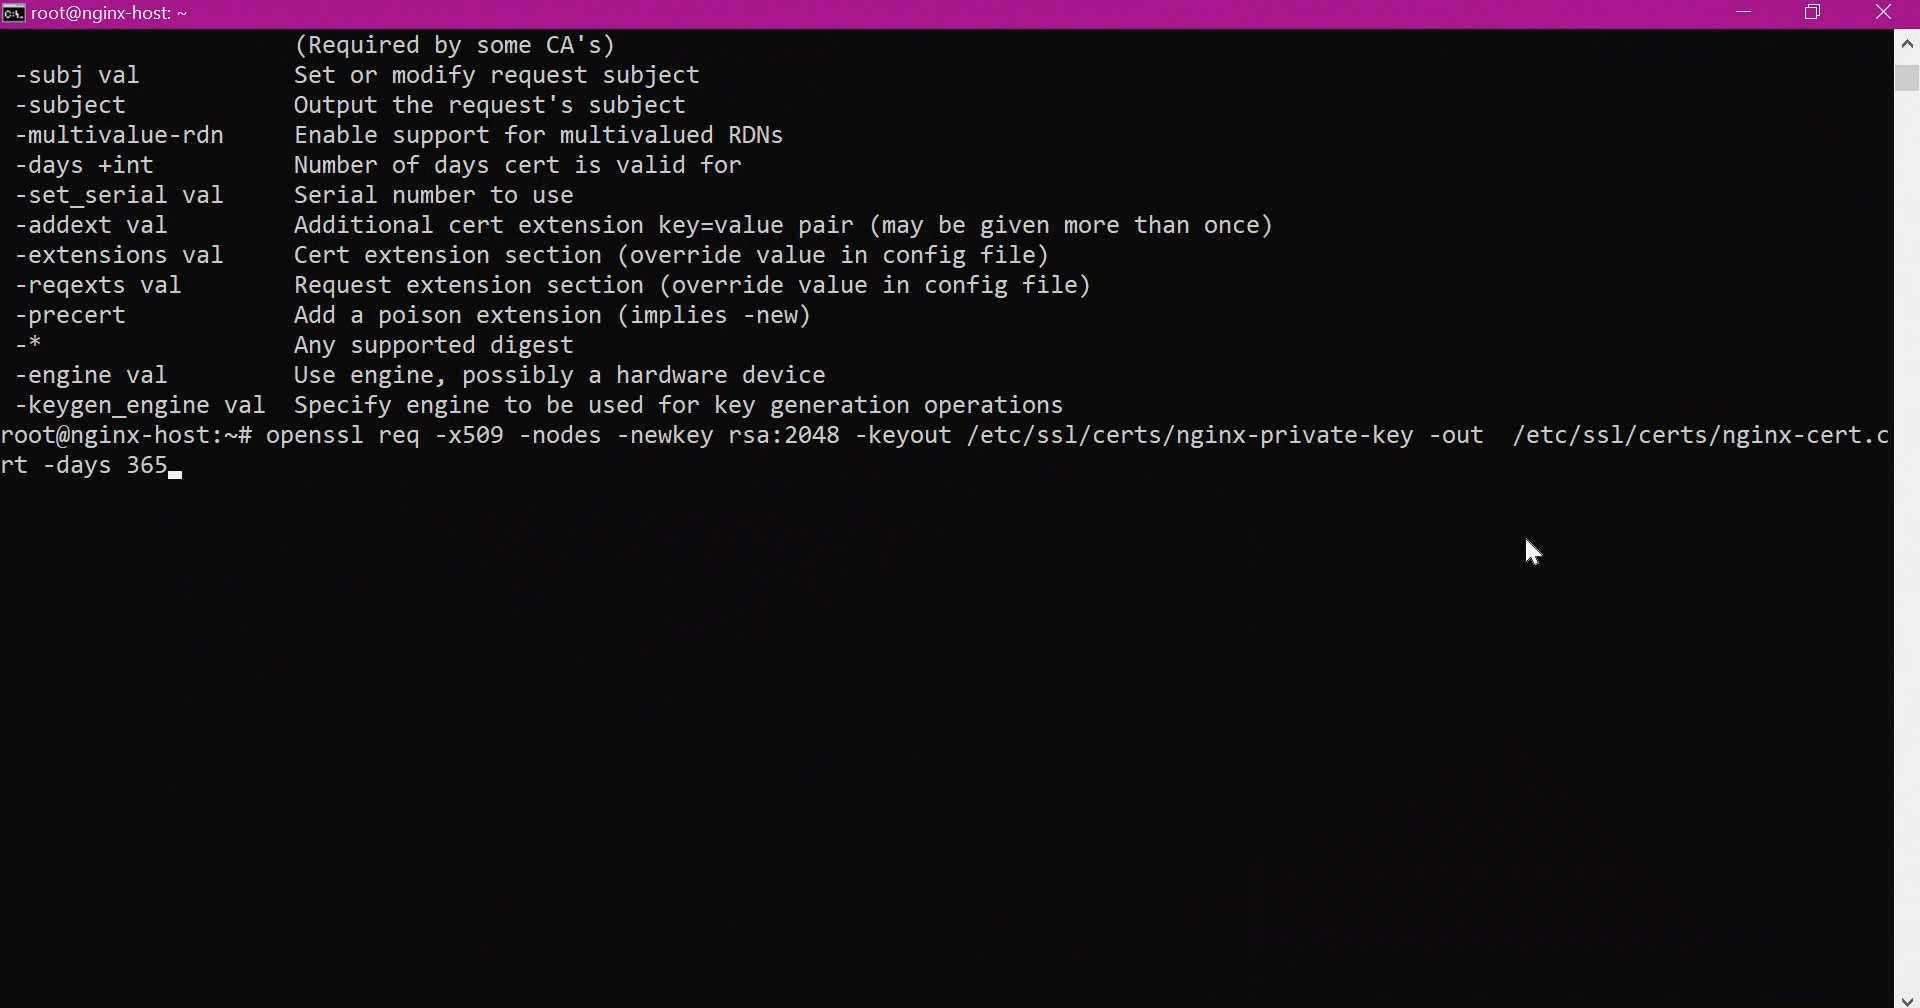 root@nginx-host: ~
(Required by some CA's)
-subj val Set or modify request subject
-subject Output the request's subject
-multivalue-rdn Enable support for multivalued RDNs
-days +int Number of days cert is valid for
-set_serial val Serial number to use
-addext val Additional cert extension key=value pair (may be given more than once)
-extensions val Cert extension section (override value in config file)
-reqexts val Request extension section (override value in config file)
-precert Add a poison extension (implies -new)
-* Any supported digest
-engine val Use engine, possibly a hardware device
-keygen_engine val Specify engine to be used for key generation operations
root@nginx-host:~# openssl req -x509 -nodes -newkey rsa:2048 -keyout /etc/ssl/certs/nginx-private-key -out  /etc/ssl/certs/nginx-cert.c
rt -days 365